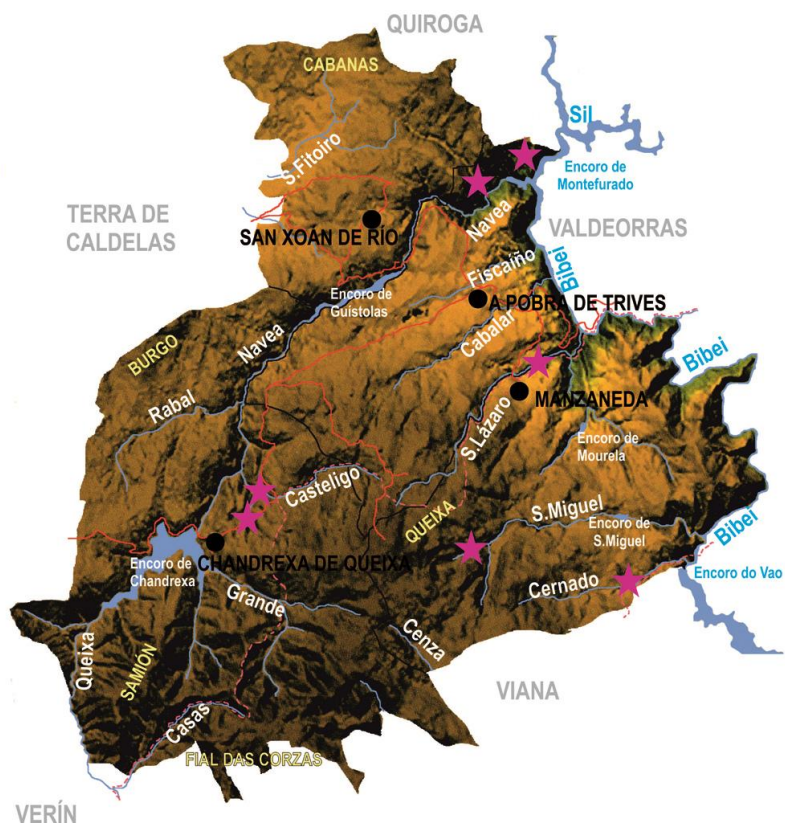 QUIROGA
CABANAS
Sil
S.Fitoiro
Encoro de
Montefurado
TERRA DE
CALDELAS
SAN XOÁN DE RÍO
Navea
VALDEORRAS
Fiscaíño
Bibei
Encoro de
Guístolas
A POBRA DE TRIVES
Navea
Cabalar
BURGO
Bibei
Rabal
MANZANEDA
S.Lázaro
Encoro de
Mourela
Casteligo
QUEIXA
S.Miguel
Encoro de
S.Miguel
Bibei
Encoro de
Chandrexa
CHANDREXA DE QUEIXA
Encoro do Vao
Cernado
Grande
Queixa
SAMIÓN
Cenza
VIANA
Casas
FIAL DAS CORZAS
VERÍN